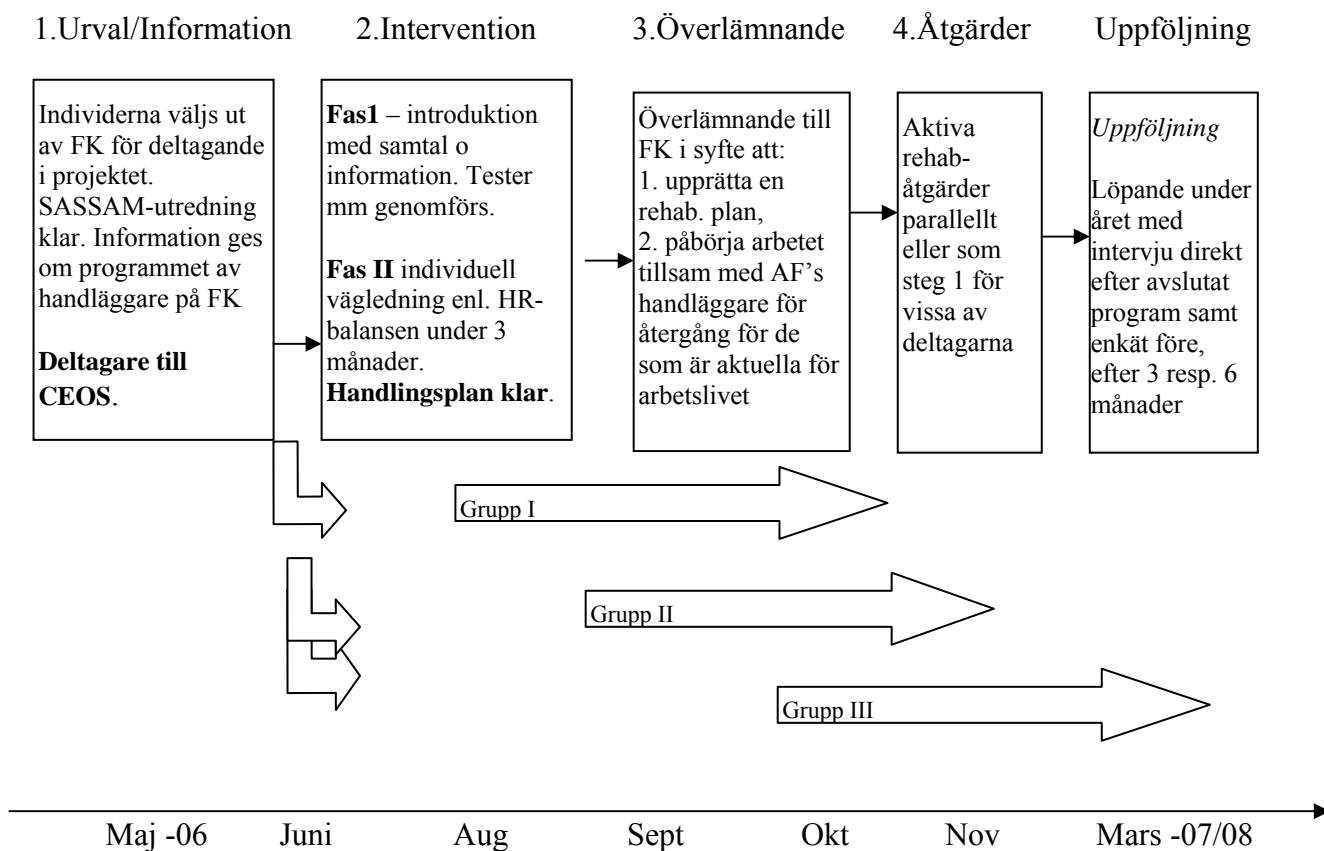 1.Urval/Information
2.Intervention
3.Överlämnande
4.Åtgärder
Uppföljning
Individerna väljs ut
av FK för deltagande
i projektet.
SASSAM-utredning
klar. Information ges
om programmet av
handläggare på FK
Deltagare till
CEOS.
Fas1 – introduktion
med samtal o
information. Tester
mm genomförs.
Fas II individuell
vägledning enl. HR-
balansen under 3
månader.
Handlingsplan klar.
Överlämnande till
FK i syfte att:
1. upprätta en
rehab. plan,
2. påbörja arbetet
tillsam med AF’s
handläggare för
återgång för de
som är aktuella för
arbetslivet
Aktiva
rehab-
åtgärder
parallellt
eller som
steg 1 för
vissa av
deltagarna
Uppföljning
Löpande under
året med
intervju direkt
efter avslutat
program samt
enkät före,
efter 3 resp. 6
månader
Grupp I
Grupp II
Grupp III
Maj -06
Juni
Aug
Sept
Okt
Nov
Mars -07/08